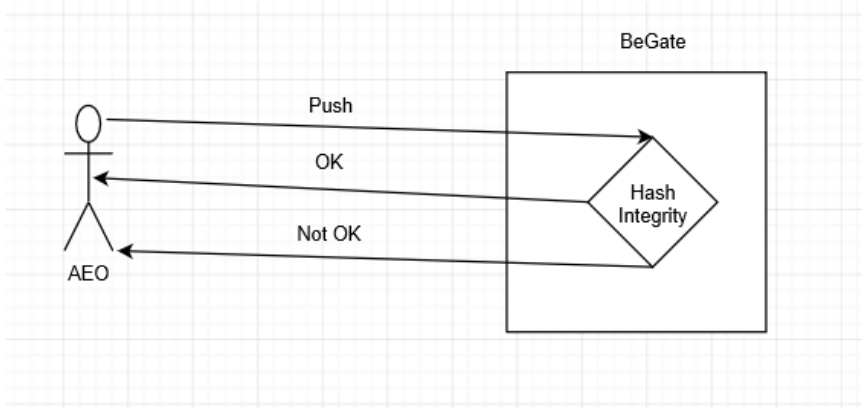 BeGate
Push
OK
Hash
Integrity
Not OK
AEO